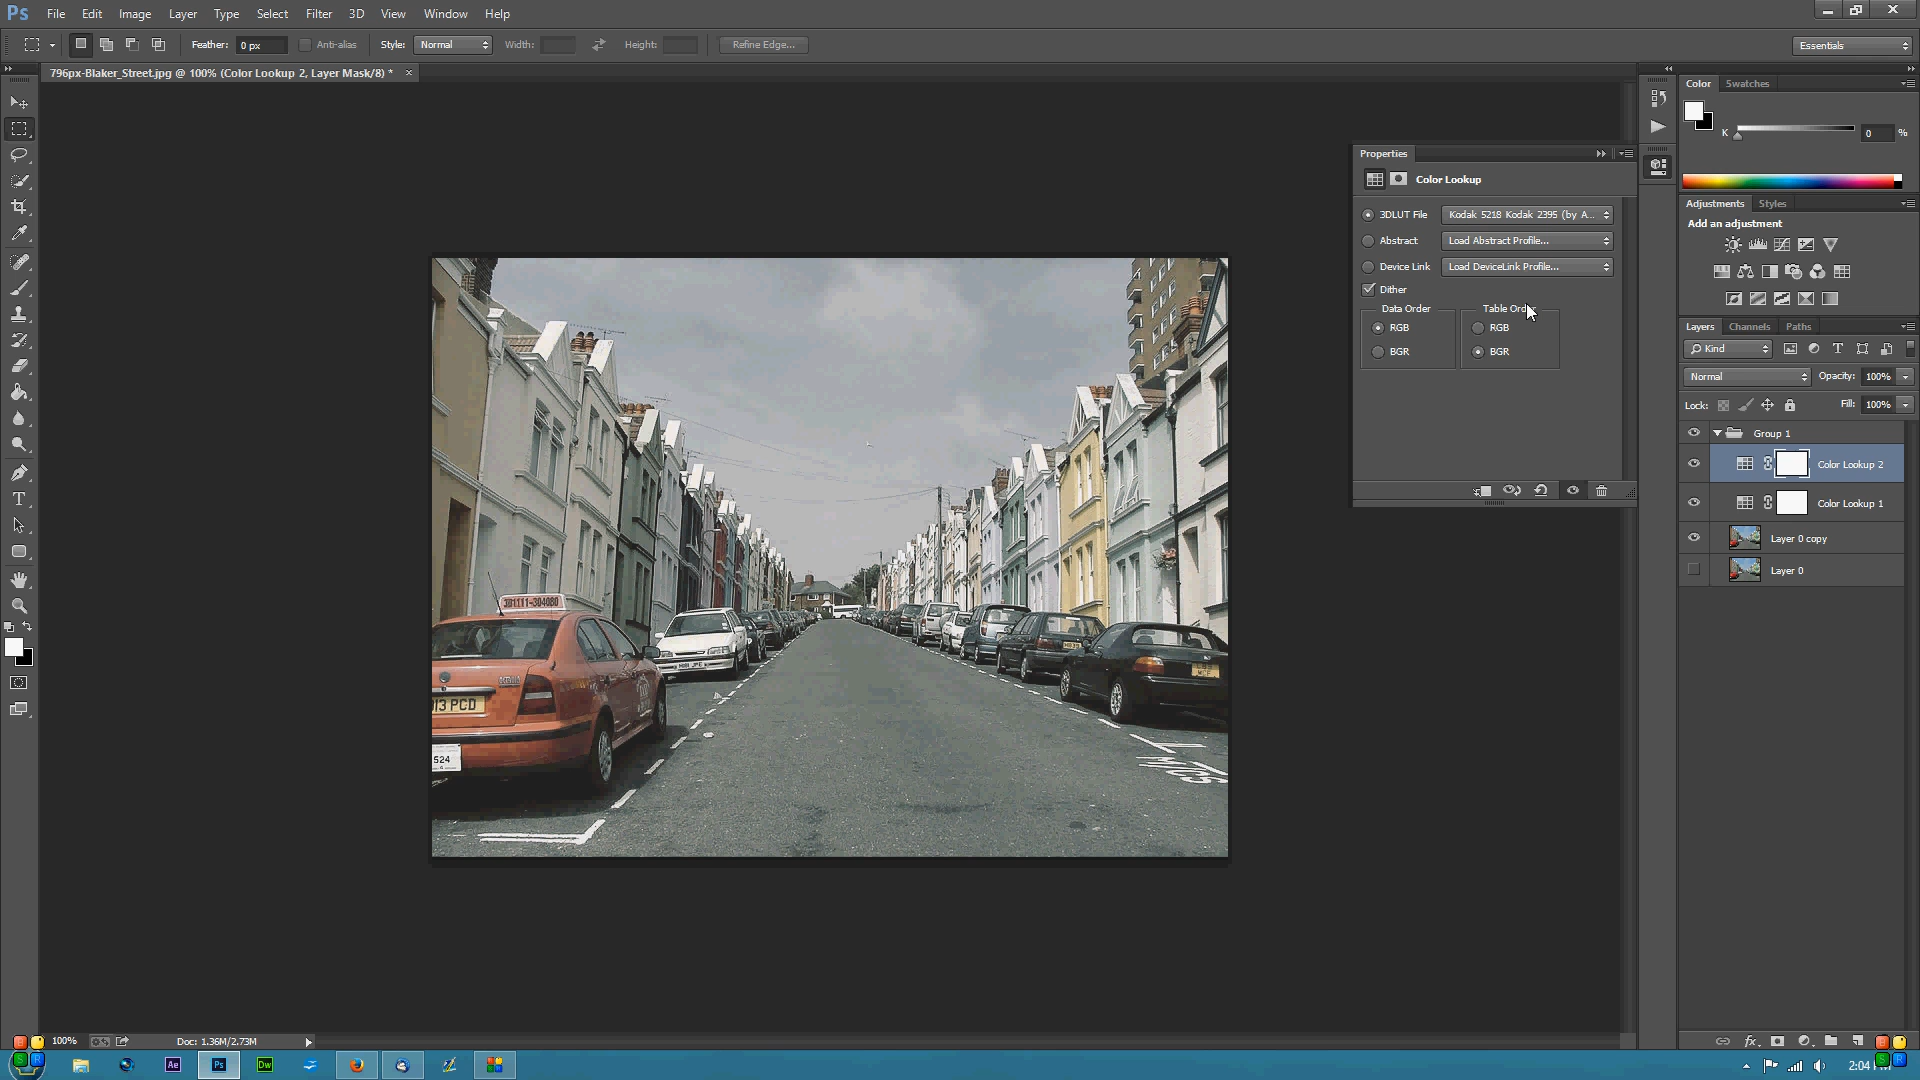 Ps File Edit Image Layer Type Select Filter 3D View Window Help
Feather: 0 px Anti-alias Style: Normal Width: Height: Refine Edge... Essentials
796px-Blaker_Street.jpg @ 100% (Color Lookup 2, Layer Mask/8) * ×
Color Swatches
K 0 %
Properties
Color Lookup
3DLUT File Kodak 5218 Kodak 2395 (by A...
Abstract Load Abstract Profile...
Device Link Load DeviceLink Profile...
Dither
Data Order Table Order
RGB RGB
BGR BGR
Adjustments Styles
Add an adjustment
Layers Channels Paths
Kind
Normal Opacity: 100%
Lock: Fill: 100%
Group 1
Color Lookup 2
Color Lookup 1
Layer 0 copy
Layer 0
13 PCD
524
100% Doc: 1.36M/2.73M
Ae Ps Dw
2:04